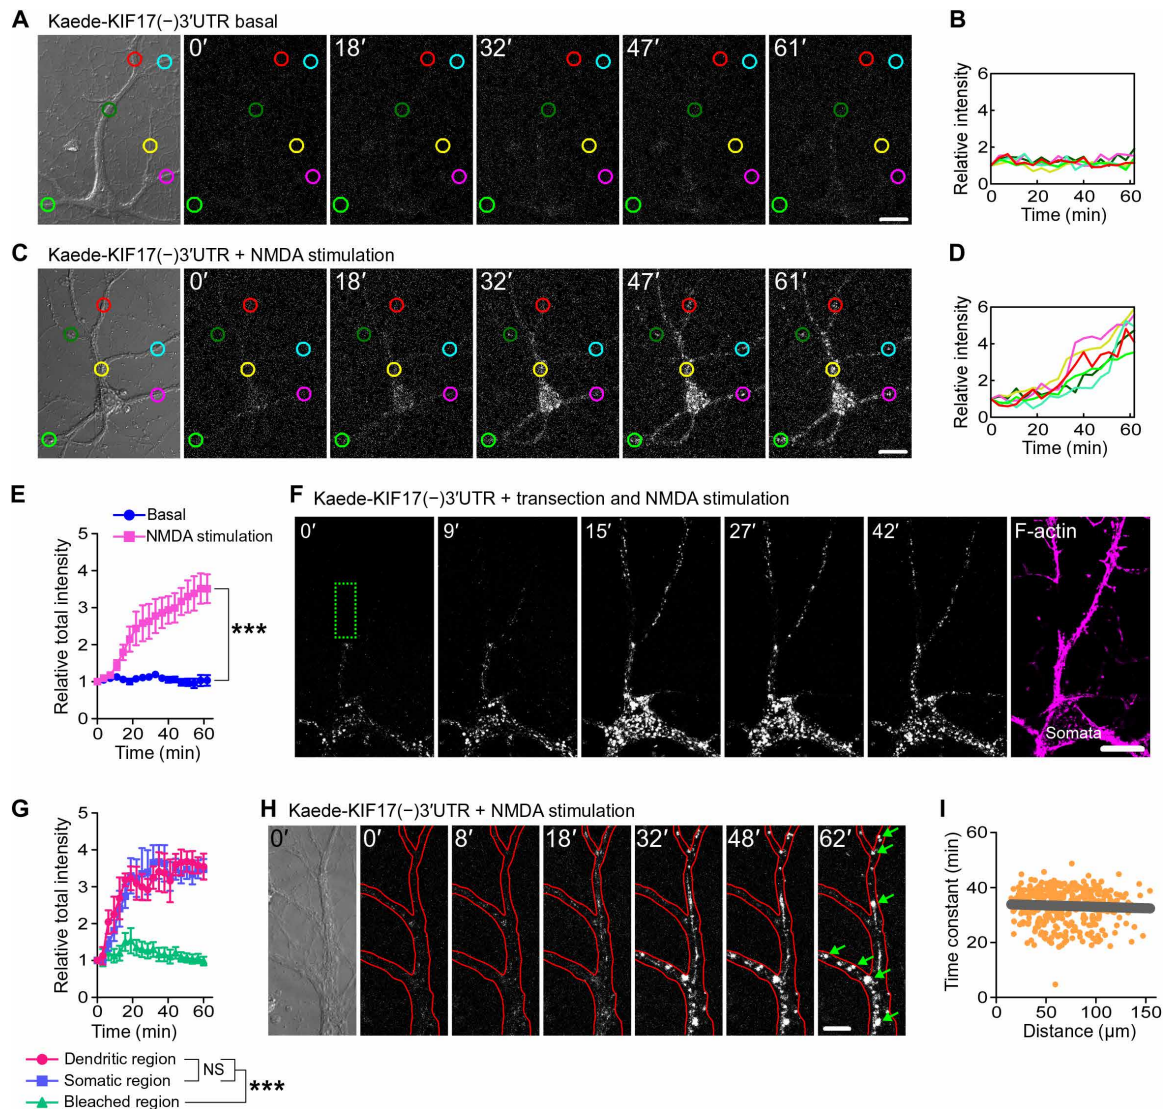 A Kaede-KIF17(−)3′UTR basal
0′ 18′ 32′ 47′ 61′
B
Relative intensity
6
4
2
0
0 20 40 60
Time (min)
C Kaede-KIF17(−)3′UTR + NMDA stimulation
0′ 18′ 32′ 47′ 61′
D
Relative intensity
6
4
2
0
0 20 40 60
Time (min)
E
Basal
NMDA stimulation
Relative total intensity
5
4
3
2
1
0
0 20 40 60
Time (min)
***
F Kaede-KIF17(−)3′UTR + transection and NMDA stimulation
0′ 9′ 15′ 27′ 42′ F-actin
Somata
G
Relative total intensity
5
4
3
2
1
0
0 20 40 60
Time (min)
Dendritic region
Somatic region
Bleached region
NS
***
H Kaede-KIF17(−)3′UTR + NMDA stimulation
0′ 0′ 8′ 18′ 32′ 48′ 62′
I
Time constant (min)
60
40
20
0
0 50 100 150
Distance (µm)